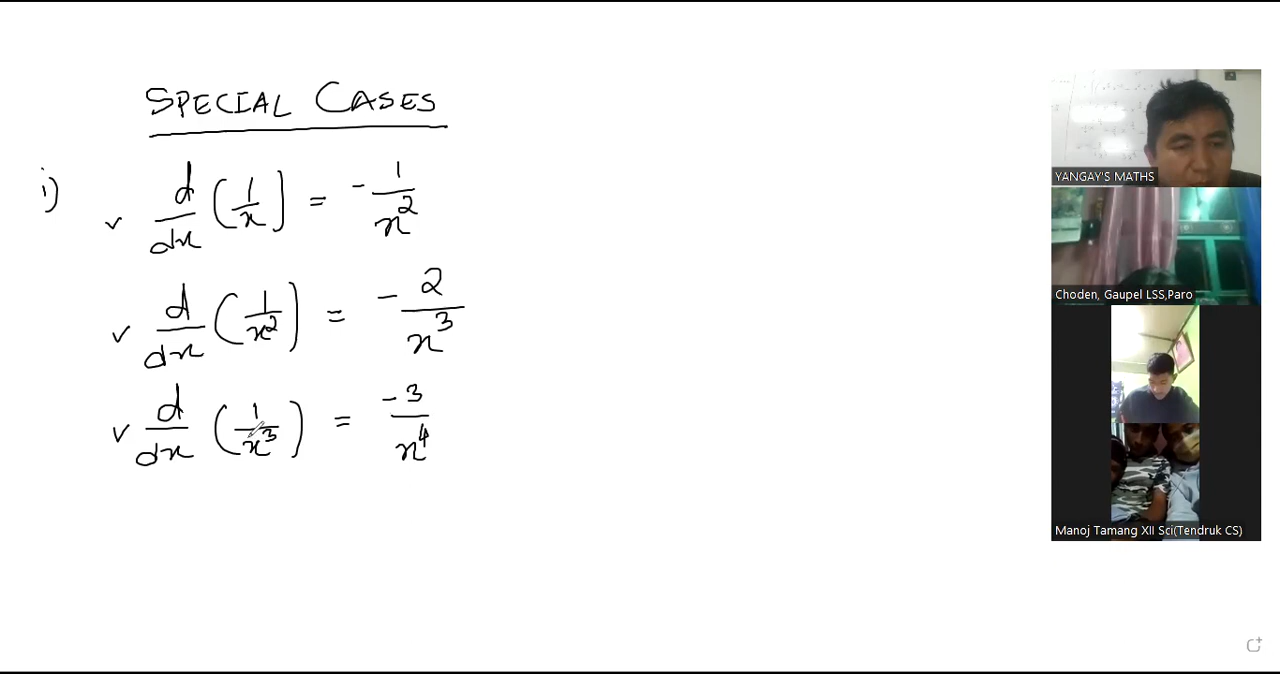 SPECIAL CASES
i) v d/dx (1/x) = - 1/x²
v d/dx (1/x²) = - 2/x³
v d/dx (1/x³) = -3/x⁴
YANGAY'S MATHS
Choden, Gaupel LSS,Paro
Manoj Tamang XII Sci(Tendruk CS)